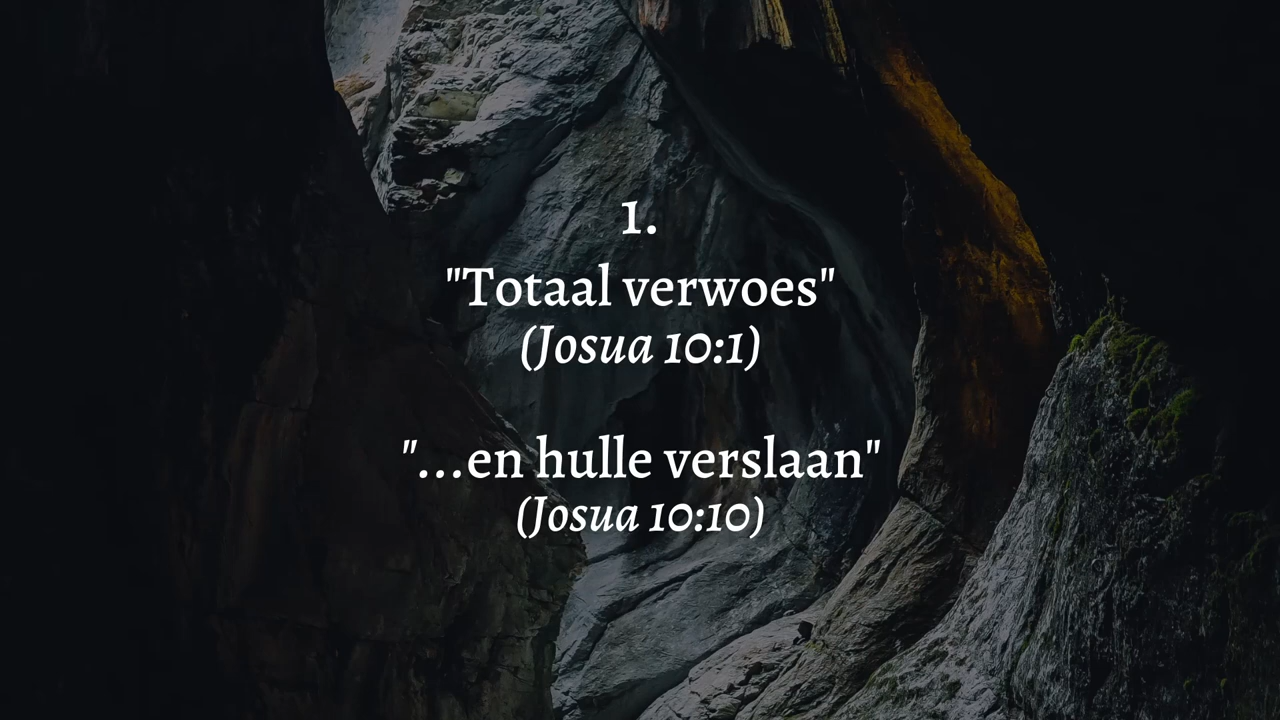 1.
"Totaal verwoes"
(Josua 10:1)
"...en hulle verslaan"
(Josua 10:10)